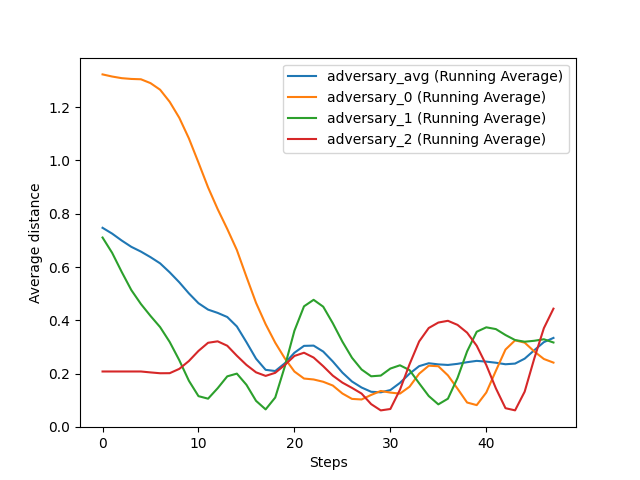 adversary_avg (Running Average)
adversary_0 (Running Average)
adversary_1 (Running Average)
adversary_2 (Running Average)
1.2
1.0
0.8
0.6
0.4
0.2
0.0
Average distance
0 10 20 30 40
Steps